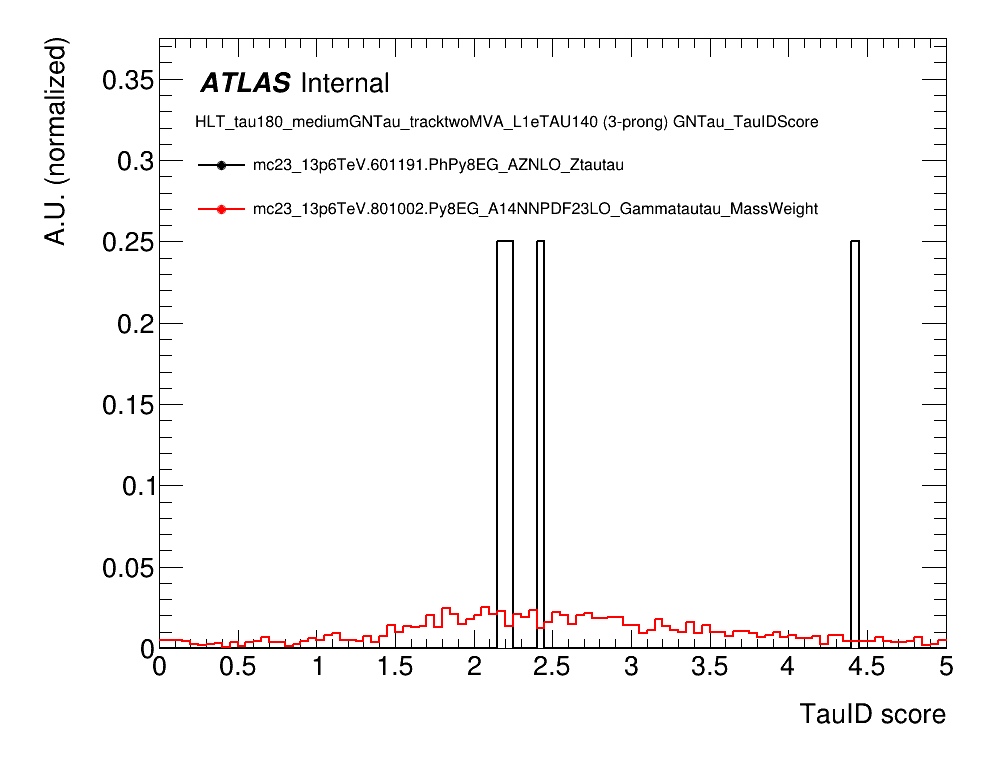 A.U. (normalized)
0.35
0.3
0.25
0.2
0.15
0.1
0.05
0
ATLAS Internal
HLT_tau180_mediumGNTau_tracktwoMVA_L1eTAU140 (3-prong) GNTau_TauIDScore
mc23_13p6TeV.601191.PhPy8EG_AZNLO_Ztautau
mc23_13p6TeV.801002.Py8EG_A14NNPDF23LO_Gammatautau_MassWeight
0 0.5 1 1.5 2 2.5 3 3.5 4 4.5 5
TauID score